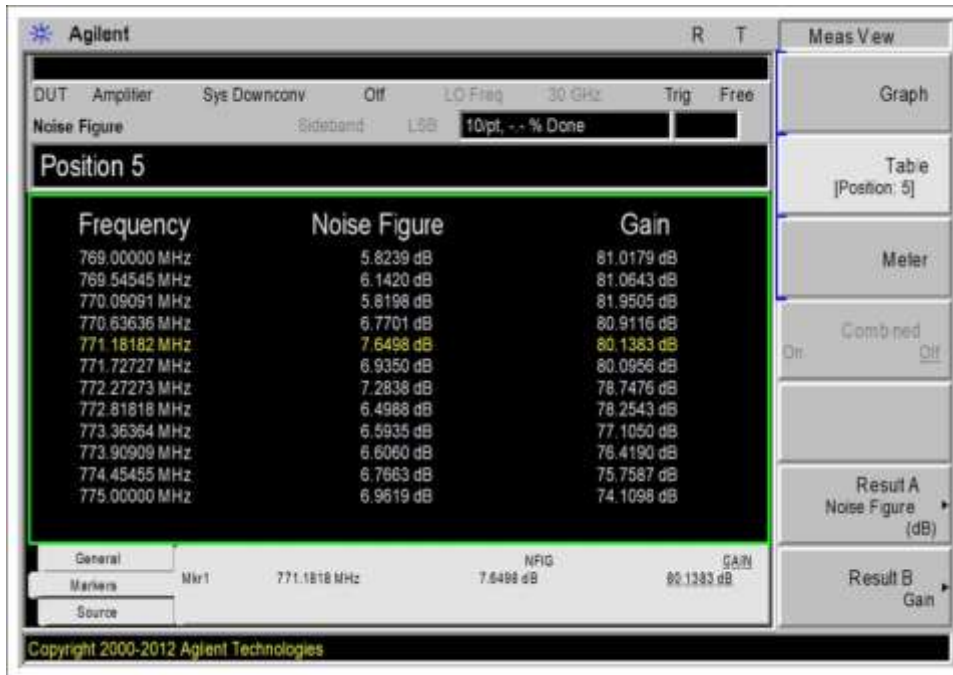 Agilent R T Meas View
DUT Amplifier Sys Downconv Off LO Freq 30 GHz Trig Free
Noise Figure Sideband LSB 10/pt, -.- % Done
Position 5
Frequency Noise Figure Gain
769.00000 MHz 5.8239 dB 81.0179 dB
769.54545 MHz 6.1420 dB 81.0643 dB
770.09091 MHz 5.8198 dB 81.9505 dB
770.63636 MHz 6.7701 dB 80.9116 dB
771.18182 MHz 7.6498 dB 80.1383 dB
771.72727 MHz 6.9350 dB 80.0956 dB
772.27273 MHz 7.2838 dB 78.7476 dB
772.81818 MHz 6.4988 dB 78.2543 dB
773.36364 MHz 6.5935 dB 77.1050 dB
773.90909 MHz 6.6060 dB 76.4190 dB
774.45455 MHz 6.7663 dB 75.7587 dB
775.00000 MHz 6.9619 dB 74.1098 dB
General
Markers
Source
NFIG GAIN
Mkr1 771.1818 MHz 7.6498 dB 80.1383 dB
Copyright 2000-2012 Agilent Technologies
Graph
Table
[Position: 5]
Meter
Combined
On Off
Result A
Noise Figure
(dB)
Result B
Gain